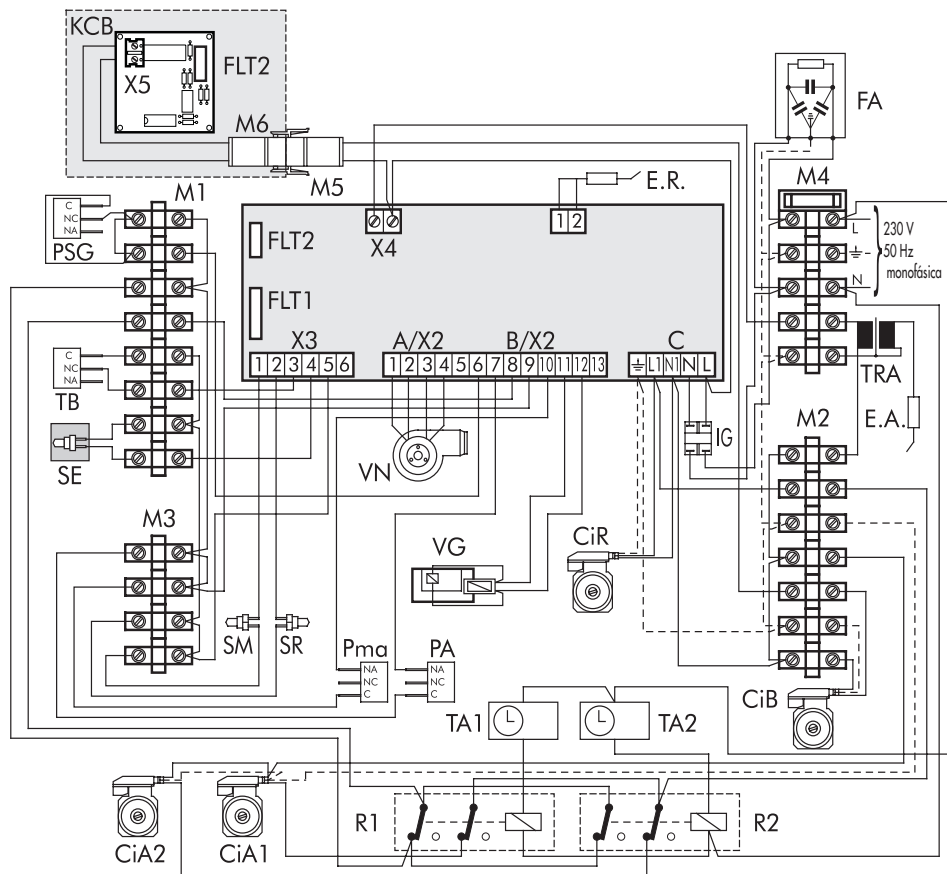 KCB
X5
FLT2
M6
M5
FA
M1
C
NC
NA
PSG
TB
C
NC
NA
SE
M3
FLT2
FLT1
X4
1 2
E.R.
X3
1 2 3 4 5 6
A/X2
B/X2
1 2 3 4 5 6 7 8 9 10 11 12 13
C
L1 N1 N L
M4
L
N
230 V
50 Hz
monofásica
TRA
E.A.
IG
M2
VN
VG
CiR
SM
SR
Pma
NA
NC
C
PA
NA
NC
C
CiB
TA1
TA2
R1
R2
CiA2
CiA1